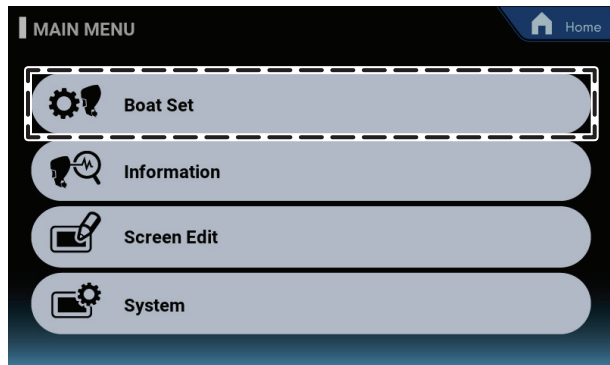 MAIN MENU
Home
Boat Set
Information
Screen Edit
System